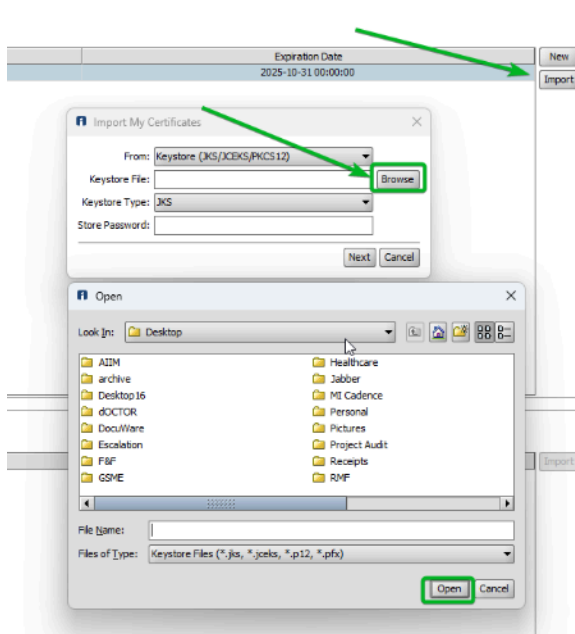 Expiration Date New
2025-10-31 00:00:00
Import
Import My Certificates
From: Keystore (JKS/JCEKS/PKCS12)
Keystore File: Browse
Keystore Type: JKS
Store Password:
Next Cancel
Open
Look In: Desktop
AIIM Healthcare
archive Jabber
Desktop 16 MI Cadence
dOCTOR Personal
DocuWare Pictures
Escalation Project Audit
F&F Receipts
GSME RMF
Import
File Name:
Files of Type: Keystore Files (*.jks, *.jceks, *.p12, *.pfx)
Open Cancel